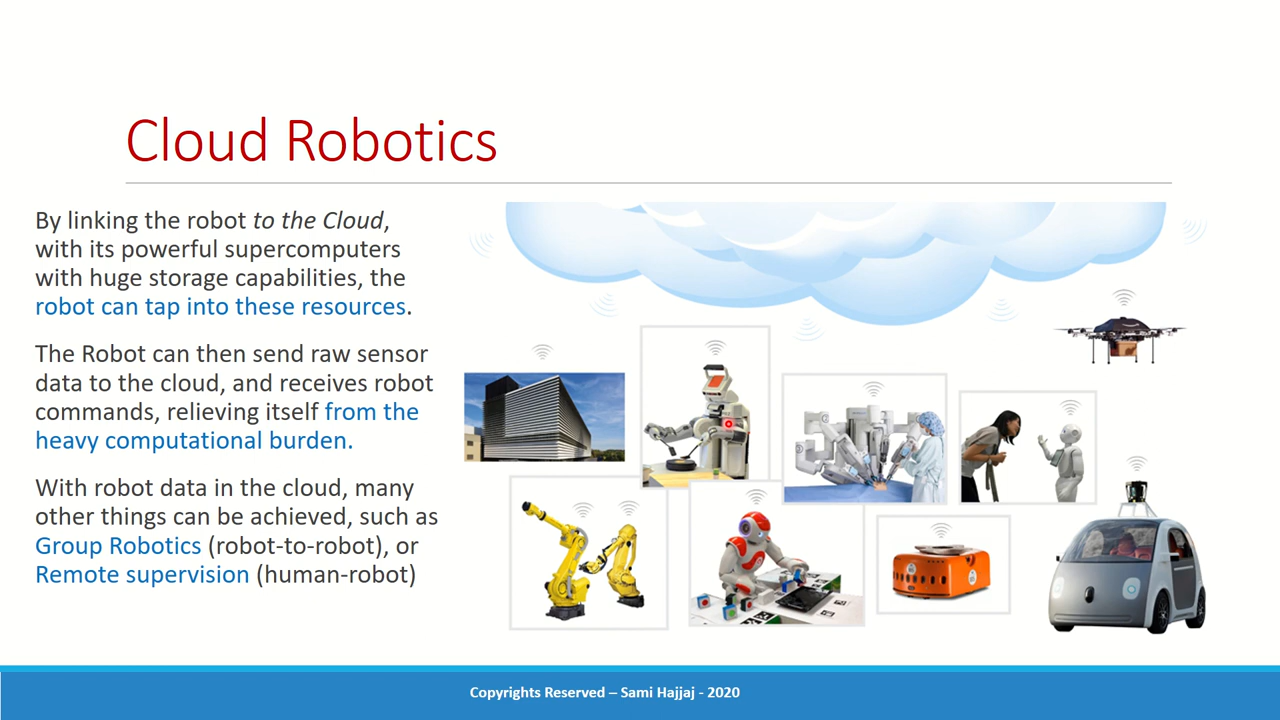 Cloud Robotics
By linking the robot to the Cloud,
with its powerful supercomputers
with huge storage capabilities, the
robot can tap into these resources.
The Robot can then send raw sensor
data to the cloud, and receives robot
commands, relieving itself from the
heavy computational burden.
With robot data in the cloud, many
other things can be achieved, such as
Group Robotics (robot-to-robot), or
Remote supervision (human-robot)
Copyrights Reserved – Sami Hajjaj - 2020